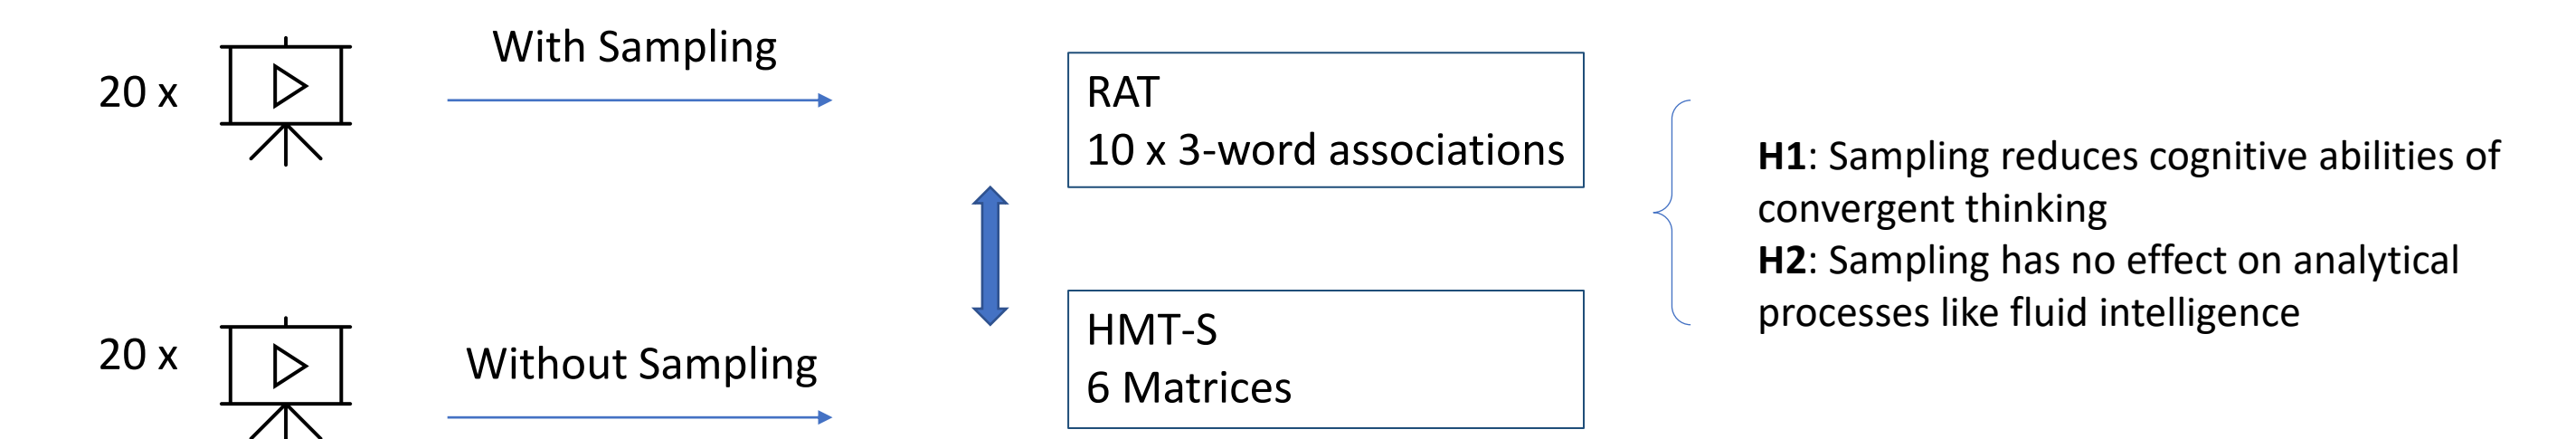 With Sampling
20 x
RAT
10 x 3-word associations
H1: Sampling reduces cognitive abilities of
convergent thinking
H2: Sampling has no effect on analytical
processes like fluid intelligence
20 x
Without Sampling
HMT-S
6 Matrices